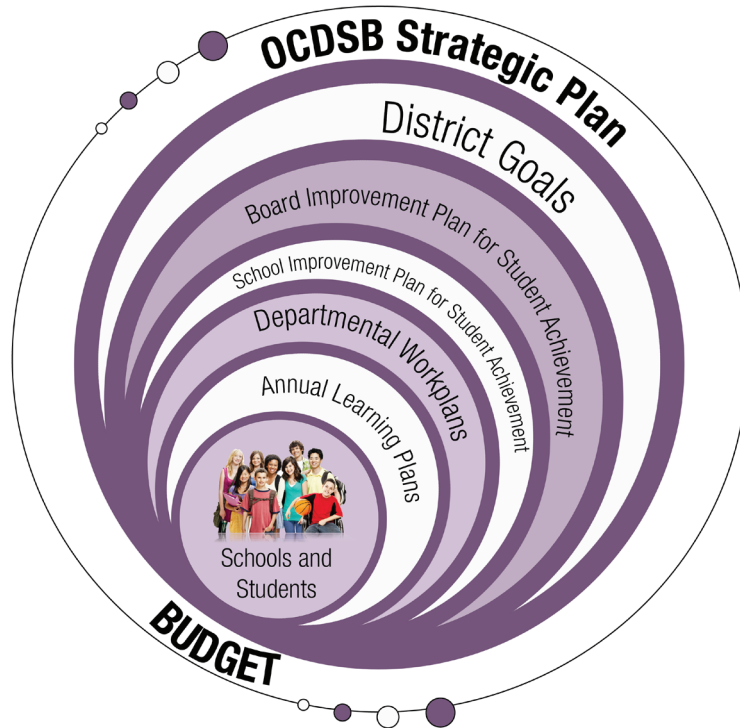 OCDSB Strategic Plan
District Goals
Board Improvement Plan for Student Achievement
School Improvement Plan for Student Achievement
Departmental Workplans
Annual Learning Plans
Schools and
Students
BUDGET